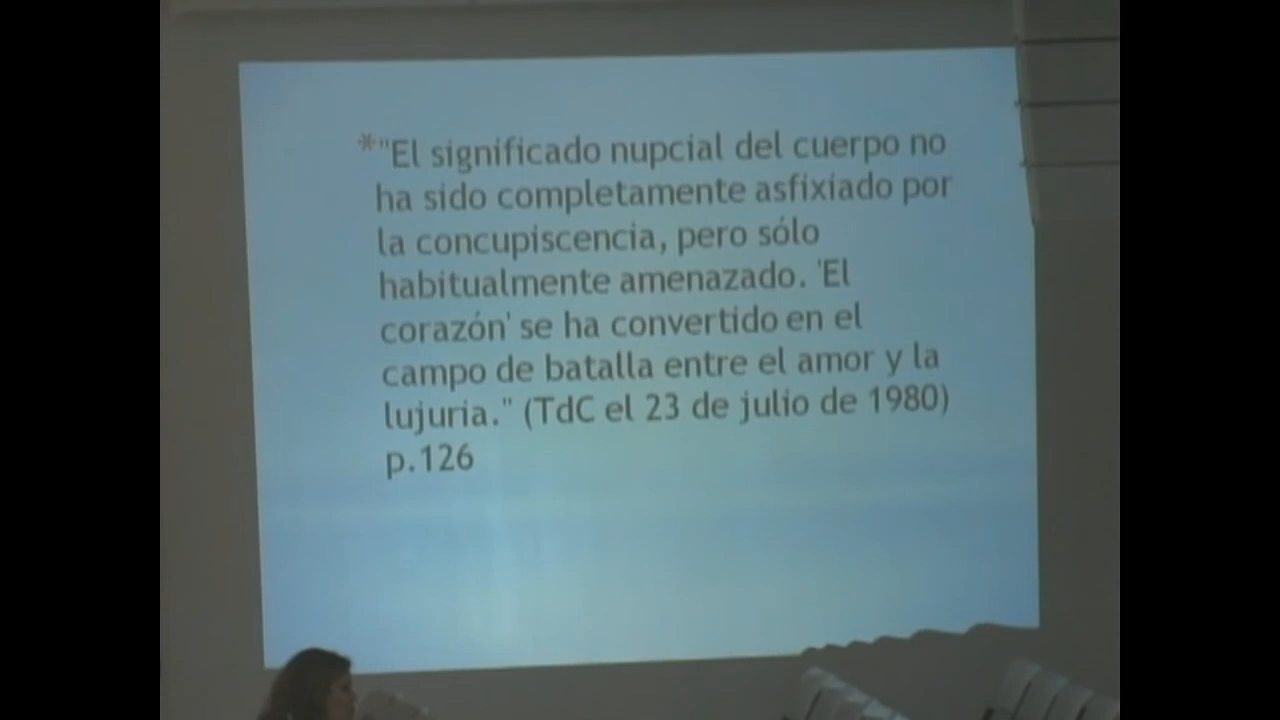 *"El significado nupcial del cuerpo no
ha sido completamente asfixiado por
la concupiscencia, pero sólo
habitualmente amenazado. 'El
corazón' se ha convertido en el
campo de batalla entre el amor y la
lujuria." (TdC el 23 de julio de 1980)
p.126